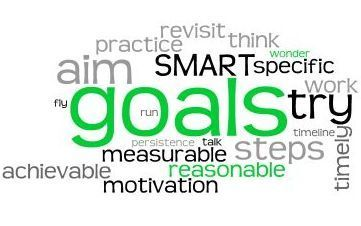 revisit
practice think
wonder
aim SMART specific
work
fly goals try
run
timeline
persistence talk
measurable steps
timely
achievable reasonable
motivation